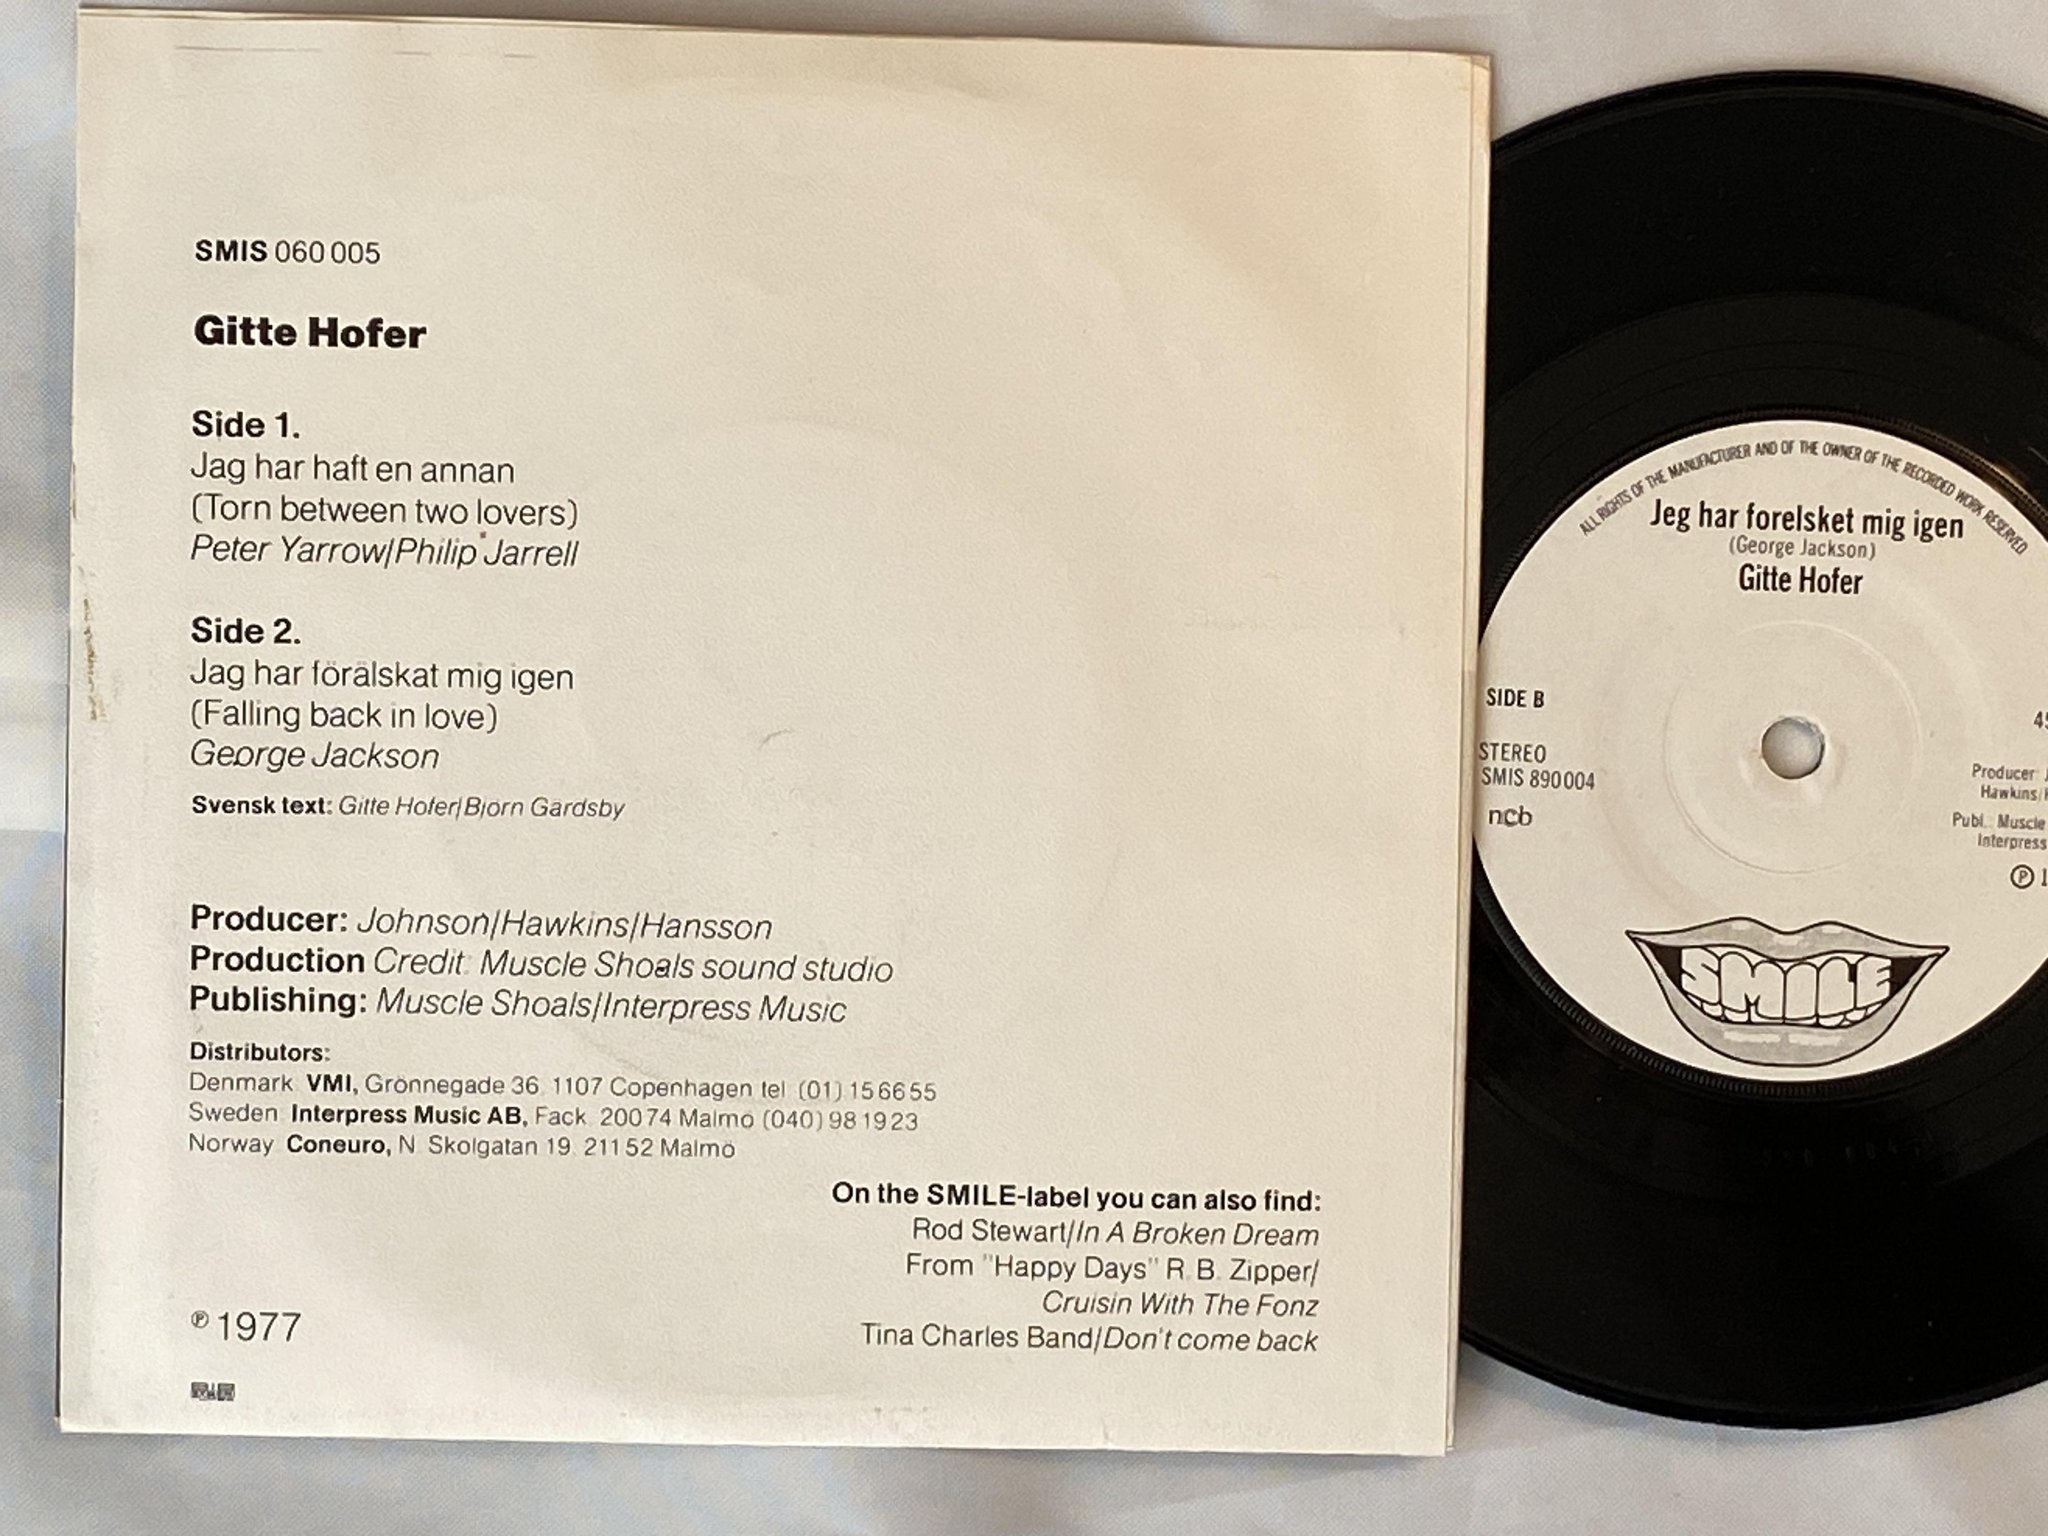 SMIS 060 005
Gitte Hofer
Side 1.
Jag har haft en annan
(Torn between two lovers)
Peter Yarrow/Philip Jarrell
Side 2.
Jag har förälskat mig igen
(Falling back in love)
George Jackson
Svensk text: Gitte Hofer/Björn Gärdsby
Producer: Johnson/Hawkins/Hansson
Production Credit: Muscle Shoals sound studio
Publishing: Muscle Shoals/Interpress Music
Distributors:
Denmark: VMI, Grönnegade 36, 1107 Copenhagen tel. (01) 15 66 55
Sweden: Interpress Music AB, Fack, 200 74 Malmö (040) 98 19 23
Norway: Coneuro, N. Skolgatan 19, 211 52 Malmö
On the SMILE-label you can also find:
Rod Stewart/In A Broken Dream
From "Happy Days" R.B. Zipper/
Cruisin With The Fonz
Tina Charles Band/Don't come back
℗ 1977
ALL RIGHTS OF THE MANUFACTURER AND OF THE OWNER OF THE RECORDED WORK RESERVED
Jeg har forelsket mig igen
(George Jackson)
Gitte Hofer
SIDE B
STEREO
SMIS 890 004
ncb
45
Producer:
Hawkins/
Publ.: Muscle
Interpress
℗ 1
SMILE